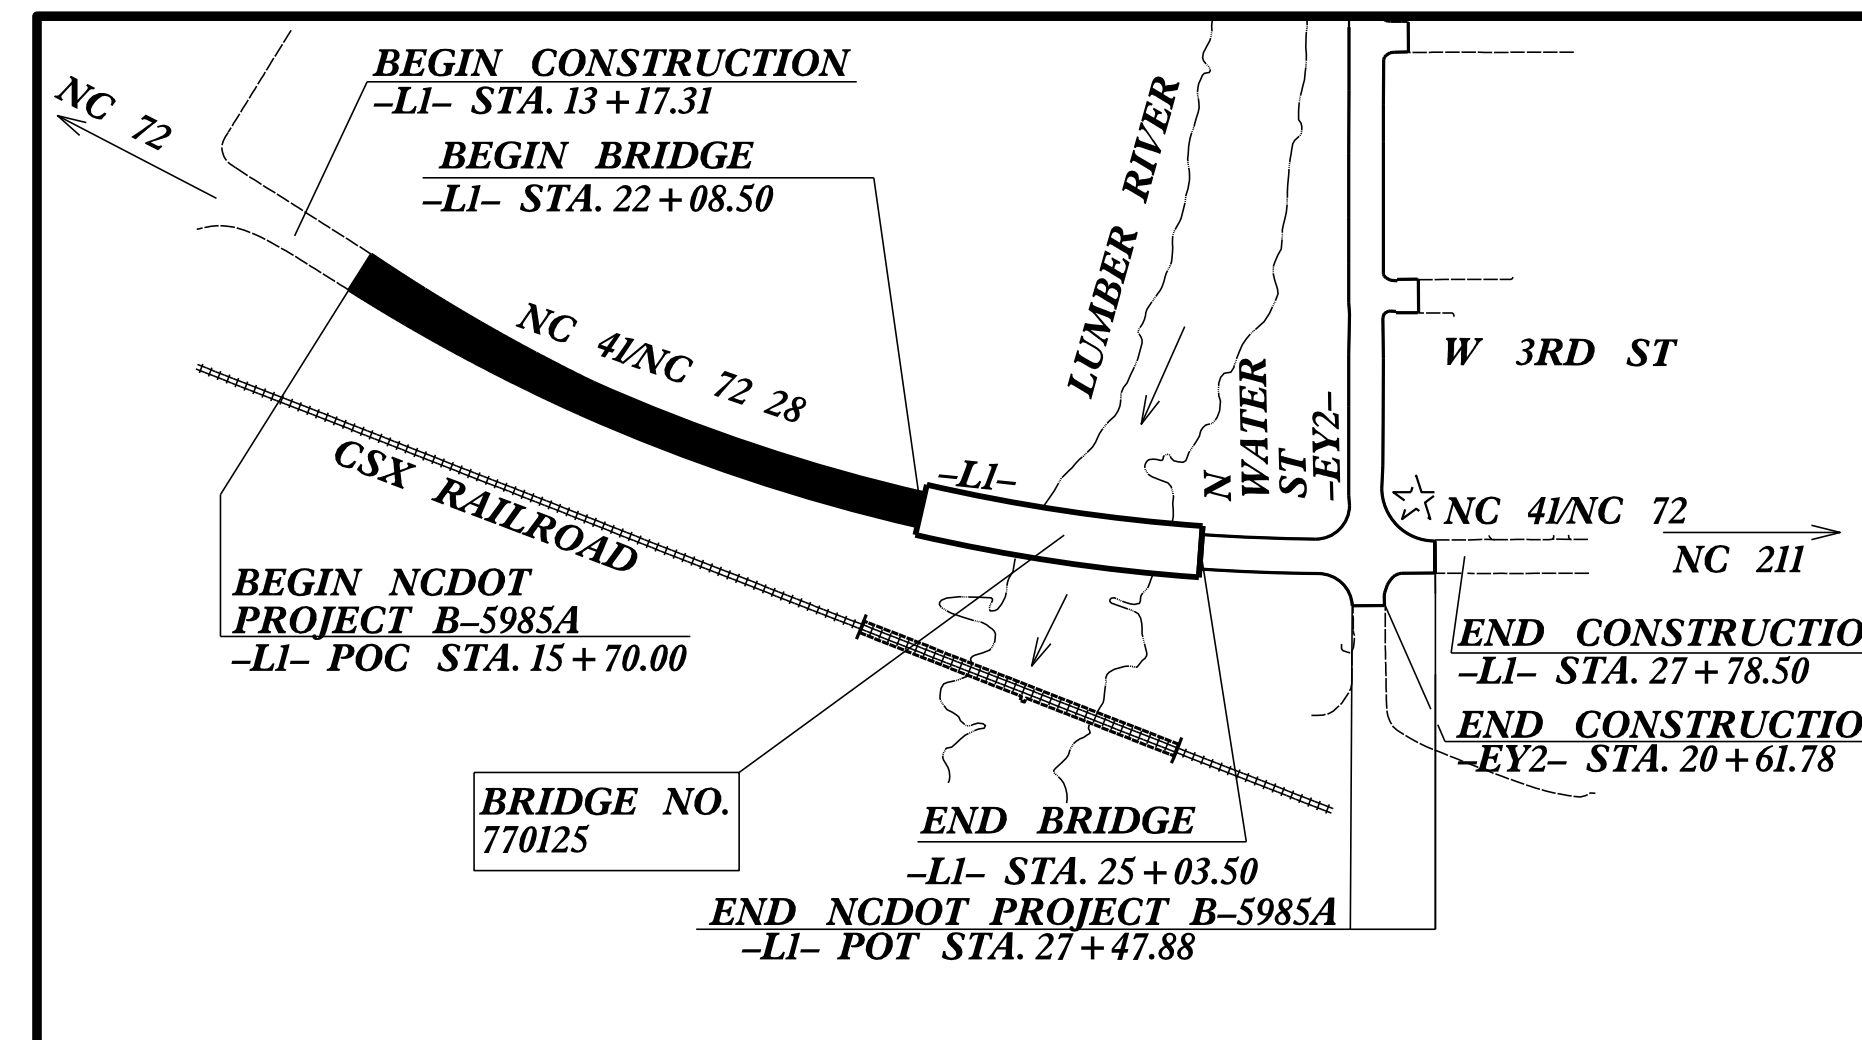 BEGIN CONSTRUCTION
–L1– STA. 13+17.31
NC 72
BEGIN BRIDGE
–L1– STA. 22+08.50
LUMBER RIVER
NC 41/NC 72 28
W 3RD ST
N
WATER
ST
–EY2–
CSX RAILROAD
–L1–
NC 41/NC 72
NC 211
BEGIN NCDOT
PROJECT B–5985A
–L1– POC STA. 15+70.00
END CONSTRUCTIO
–L1– STA. 27+78.50
END CONSTRUCTIO
–EY2– STA. 20+61.78
BRIDGE NO.
770125
END BRIDGE
–L1– STA. 25+03.50
END NCDOT PROJECT B–5985A
–L1– POT STA. 27+47.88